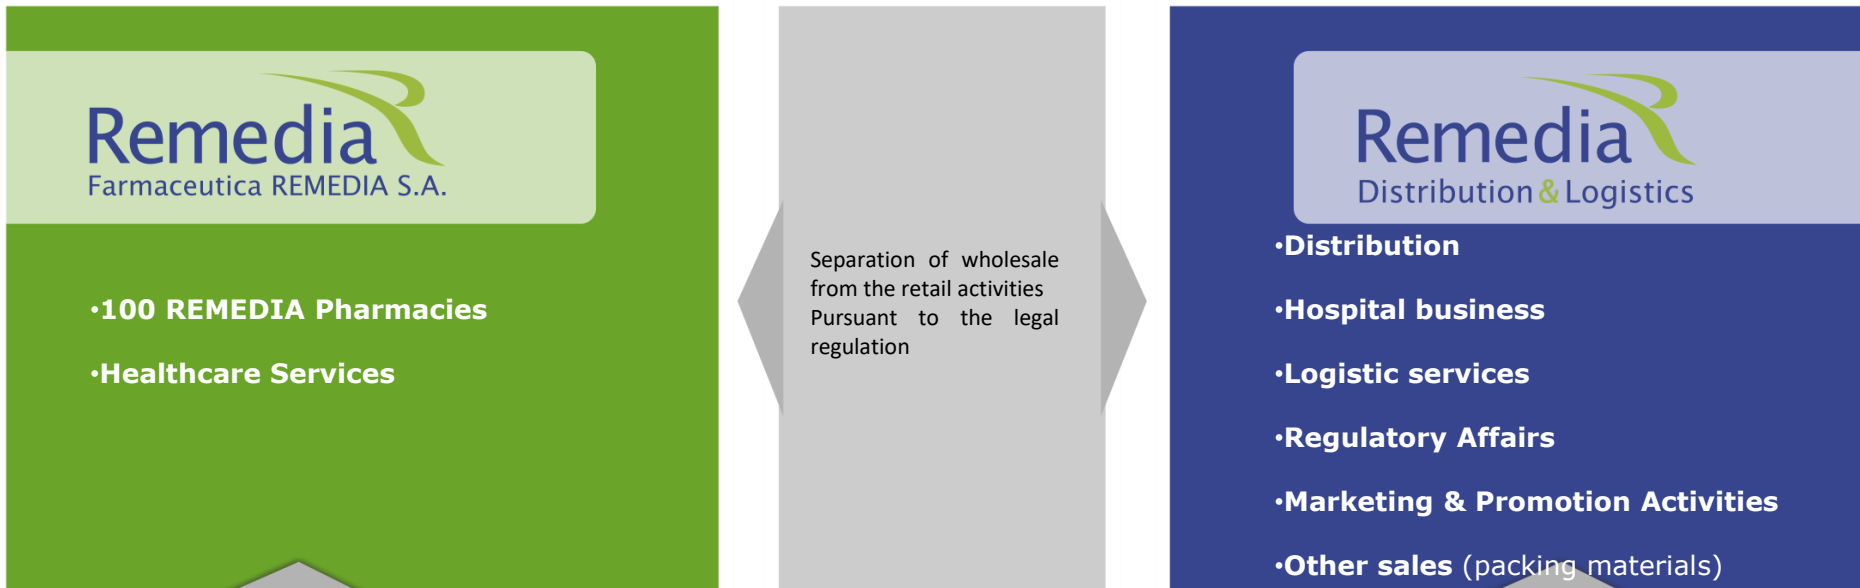 Remedia
Farmaceutica REMEDIA S.A.
•100 REMEDIA Pharmacies
•Healthcare Services
Separation of wholesale
from the retail activities
Pursuant to the legal
regulation
Remedia
Distribution & Logistics
•Distribution
•Hospital business
•Logistic services
•Regulatory Affairs
•Marketing & Promotion Activities
•Other sales (packing materials)